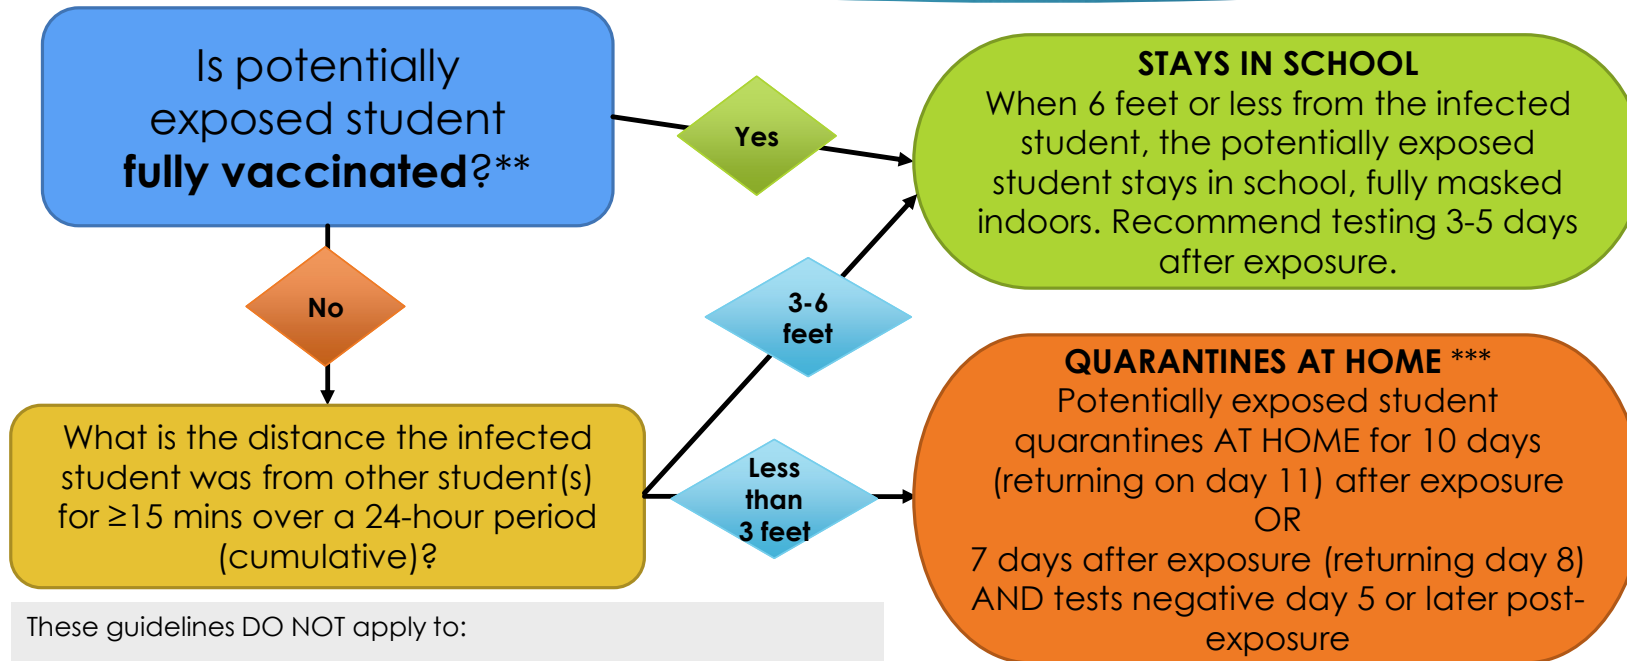 Is potentially
exposed student
fully vaccinated?**
Yes
STAYS IN SCHOOL
When 6 feet or less from the infected
student, the potentially exposed
student stays in school, fully masked
indoors. Recommend testing 3-5 days
after exposure.
No
3-6
feet
What is the distance the infected
student was from other student(s)
for ≥15 mins over a 24-hour period
(cumulative)?
Less
than
3 feet
QUARANTINES AT HOME ***
Potentially exposed student
quarantines AT HOME for 10 days
(returning on day 11) after exposure
OR
7 days after exposure (returning day 8)
AND tests negative day 5 or later post-
exposure
These guidelines DO NOT apply to: